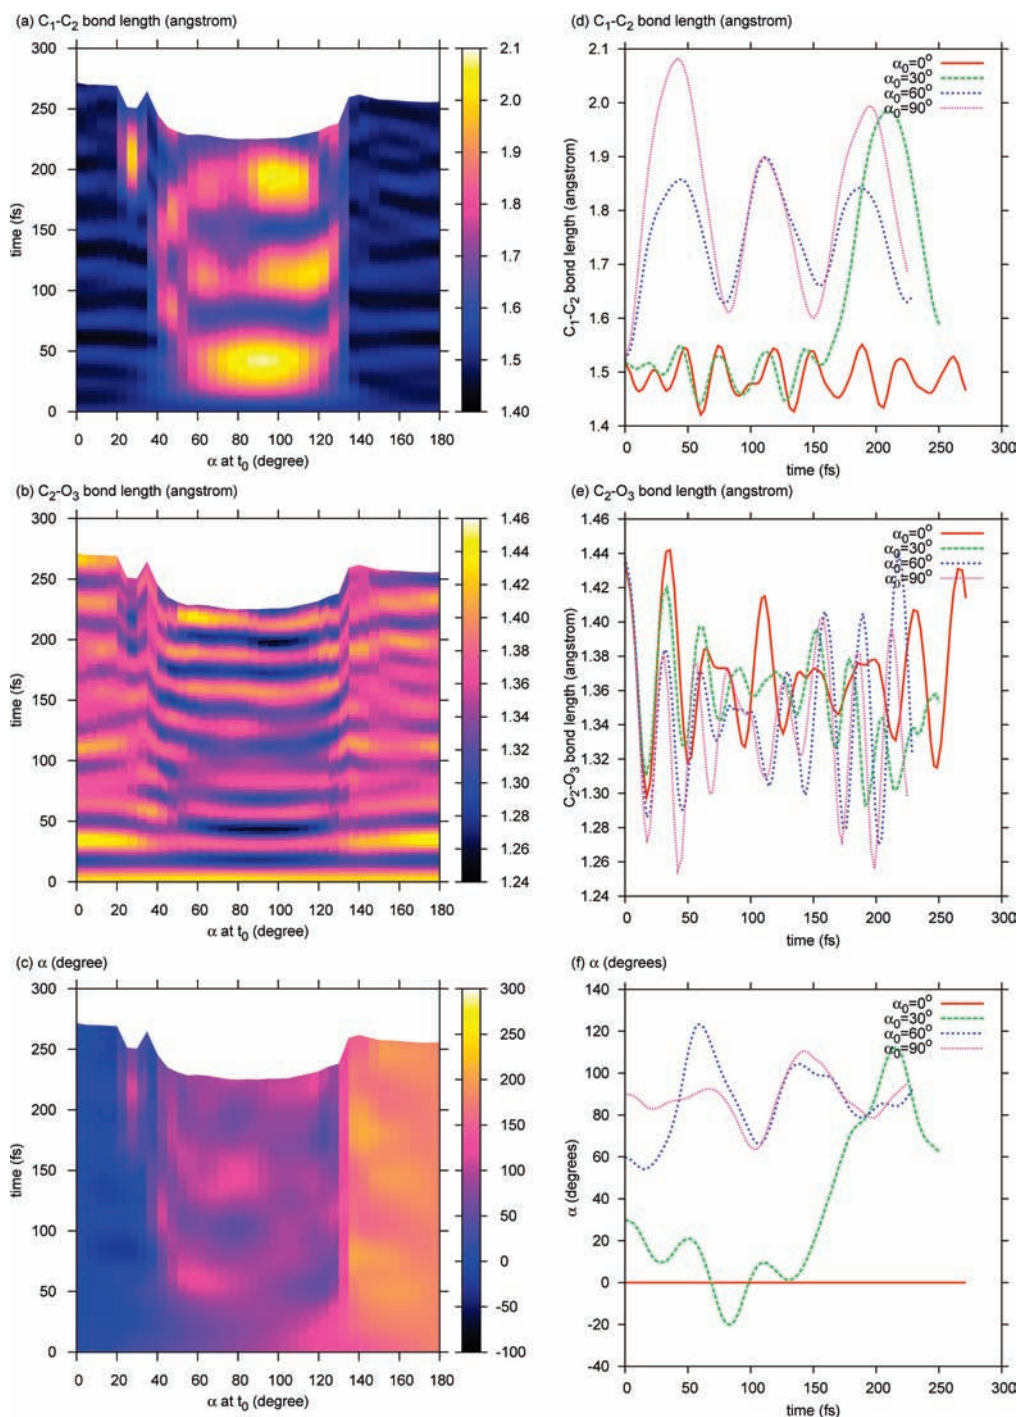 (a) C₁-C₂ bond length (angstrom)
300
250
200
150
100
50
0
time (fs)
0 20 40 60 80 100 120 140 160 180
α at t₀ (degree)
2.1
2.0
1.9
1.8
1.7
1.6
1.5
1.40
(d) C₁-C₂ bond length (angstrom)
2.1
2.0
1.9
1.8
1.7
1.6
1.5
1.4
C₁-C₂ bond length (angstrom)
α₀=0°
α₀=30°
α₀=60°
α₀=90°
0 50 100 150 200 250 300
time (fs)
(b) C₂-O₃ bond length (angstrom)
300
250
200
150
100
50
0
time (fs)
0 20 40 60 80 100 120 140 160 180
α at t₀ (degree)
1.46
1.44
1.42
1.40
1.38
1.36
1.34
1.32
1.30
1.28
1.26
1.24
(e) C₂-O₃ bond length (angstrom)
1.46
1.44
1.42
1.40
1.38
1.36
1.34
1.32
1.30
1.28
1.26
1.24
C₂-O₃ bond length (angstrom)
α₀=0°
α₀=30°
α₀=60°
α₀=90°
0 50 100 150 200 250 300
time (fs)
(c) α (degree)
300
250
200
150
100
50
0
time (fs)
0 20 40 60 80 100 120 140 160 180
α at t₀ (degree)
300
250
200
150
100
50
0
-50
-100
(f) α (degrees)
140
120
100
80
60
40
20
0
-20
-40
α (degrees)
α₀=0°
α₀=30°
α₀=60°
α₀=90°
0 50 100 150 200 250 300
time (fs)